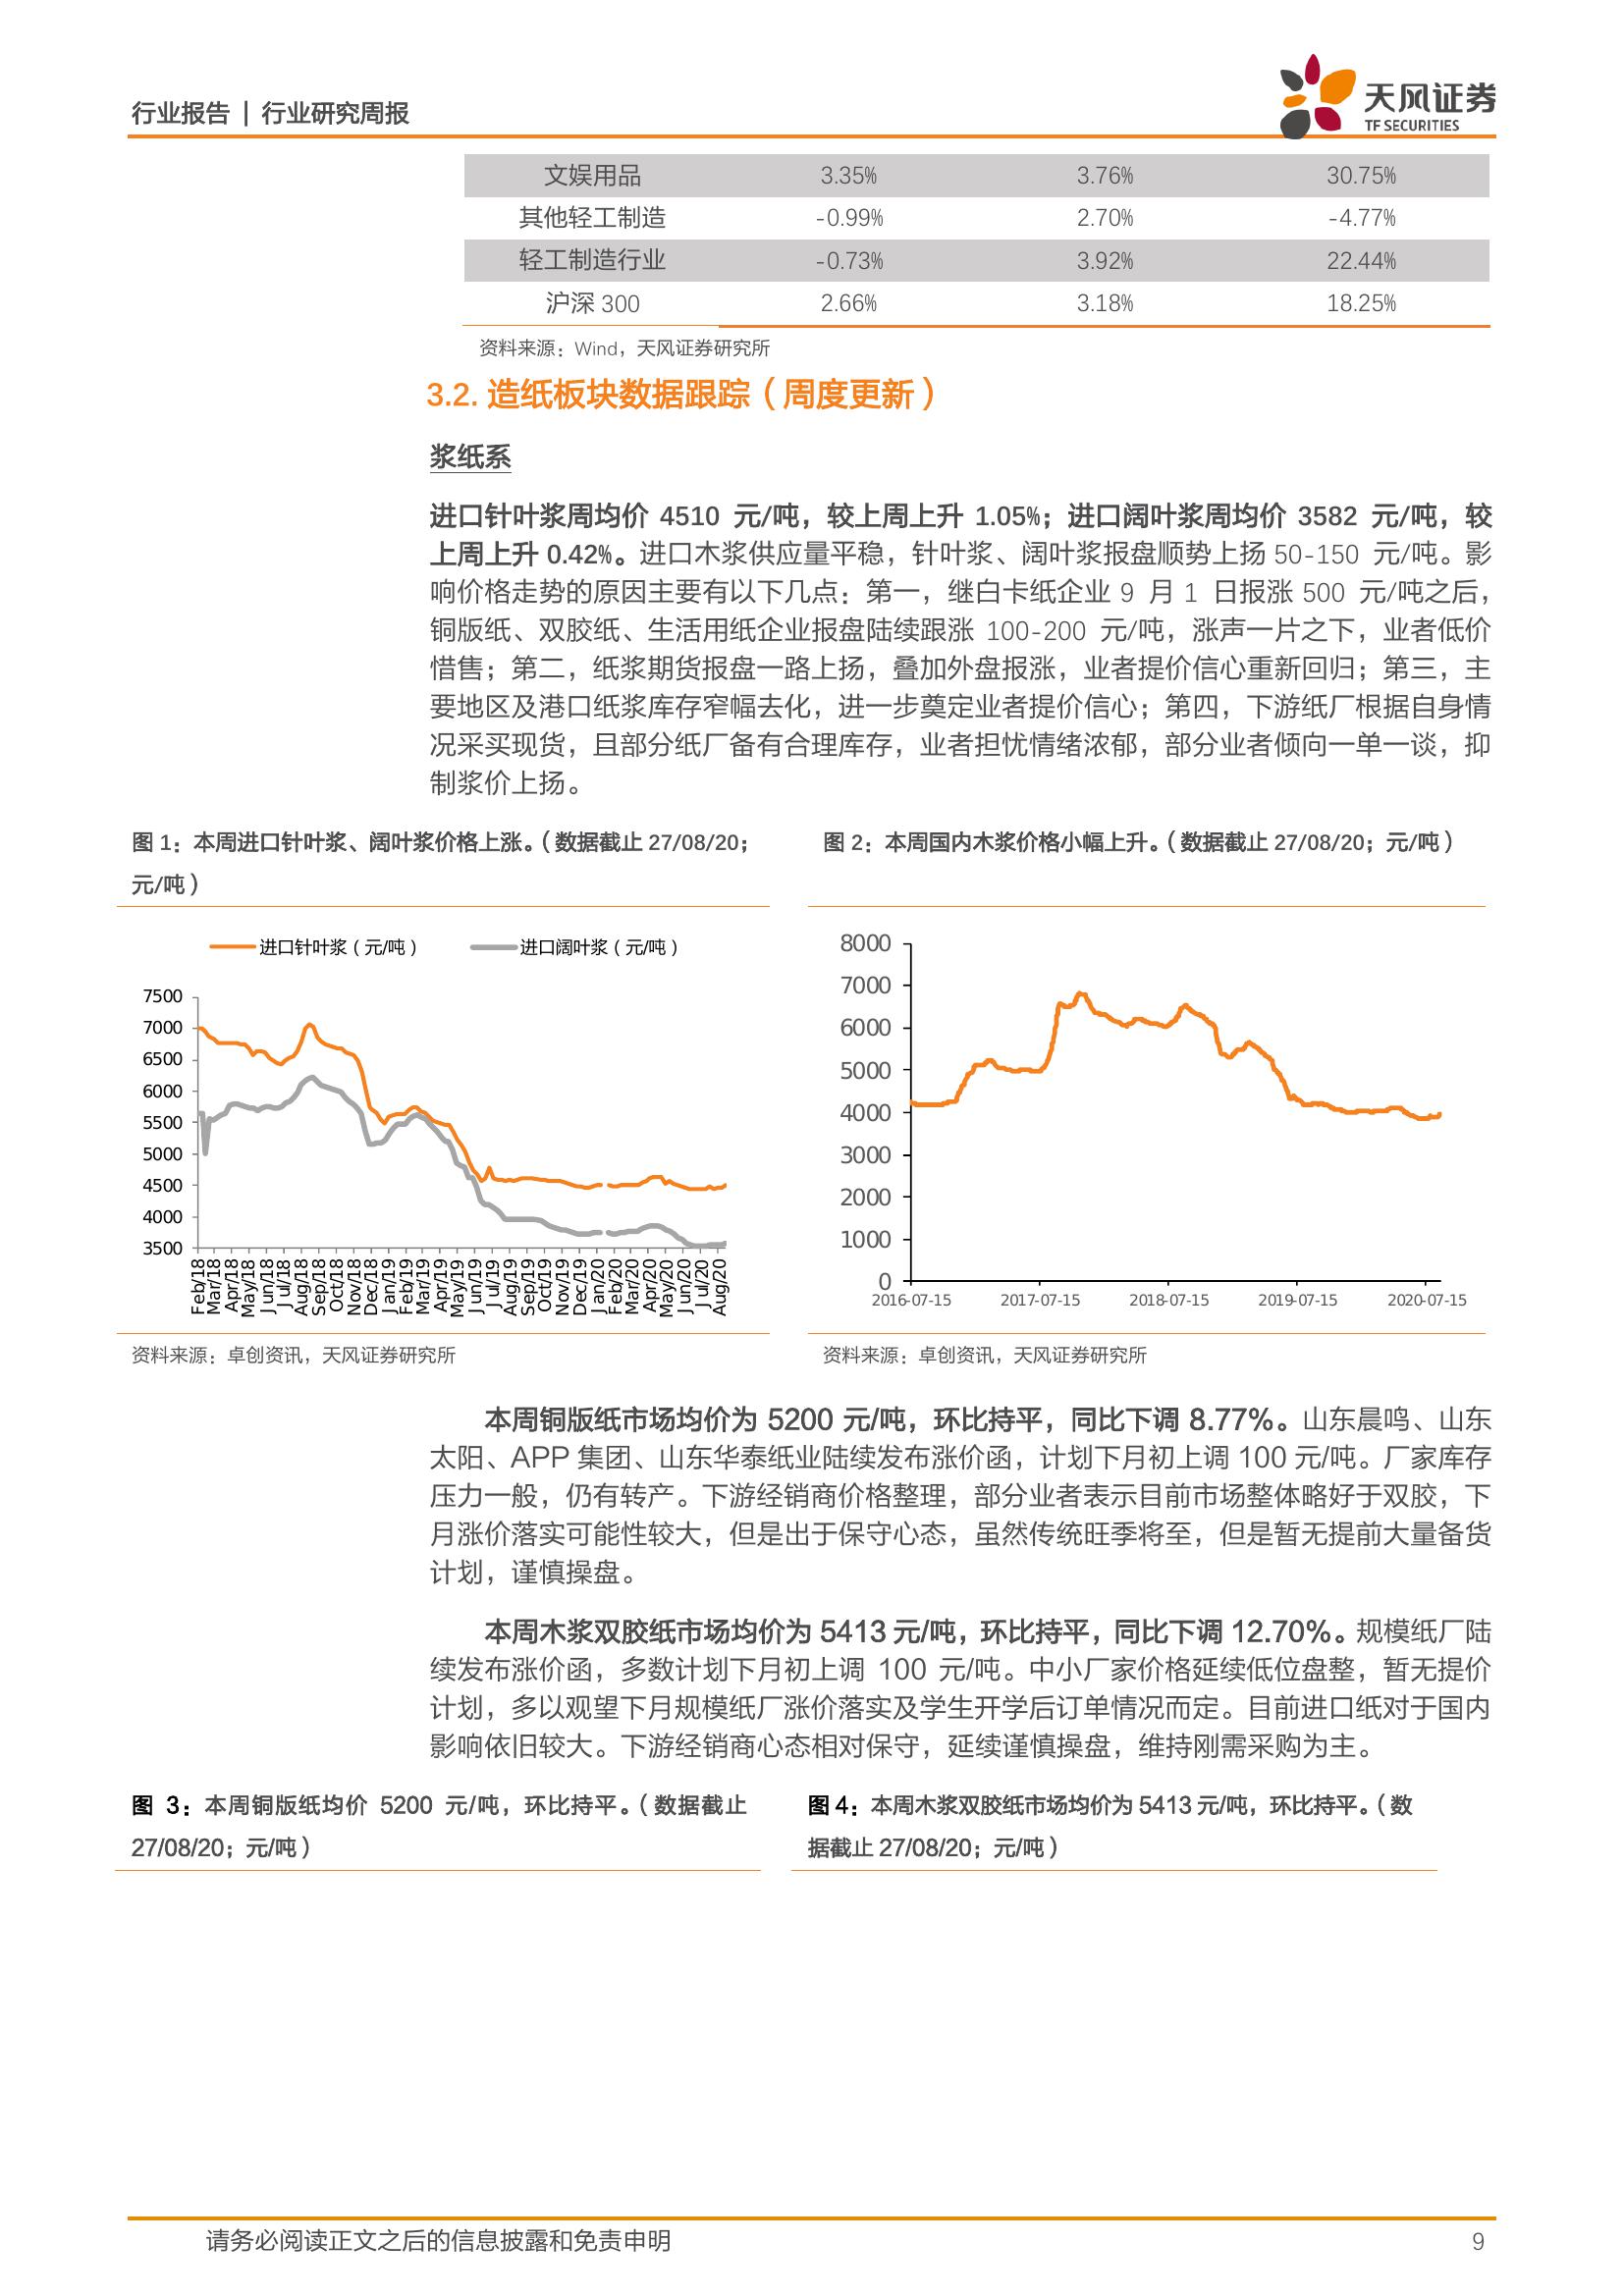 行业报告 | 行业研究周报
天风证券
TF SECURITIES
文娱用品 3.35% 3.76% 30.75%
其他轻工制造 -0.99% 2.70% -4.77%
轻工制造行业 -0.73% 3.92% 22.44%
沪深 300 2.66% 3.18% 18.25%
资料来源：Wind，天风证券研究所
3.2. 造纸板块数据跟踪（周度更新）
浆纸系
进口针叶浆周均价 4510 元/吨，较上周上升 1.05%；进口阔叶浆周均价 3582 元/吨，较
上周上升 0.42%。进口木浆供应量平稳，针叶浆、阔叶浆报盘顺势上扬 50-150 元/吨。影
响价格走势的原因主要有以下几点：第一，继白卡纸企业 9 月 1 日报涨 500 元/吨之后，
铜版纸、双胶纸、生活用纸企业报盘陆续跟涨 100-200 元/吨，涨声一片之下，业者低价
惜售；第二，纸浆期货报盘一路上扬，叠加外盘报涨，业者提价信心重新回归；第三，主
要地区及港口纸浆库存窄幅去化，进一步奠定业者提价信心；第四，下游纸厂根据自身情
况采买现货，且部分纸厂备有合理库存，业者担忧情绪浓郁，部分业者倾向一单一谈，抑
制浆价上扬。
图 1：本周进口针叶浆、阔叶浆价格上涨。（数据截止 27/08/20；
元/吨）
图 2：本周国内木浆价格小幅上升。（数据截止 27/08/20；元/吨）
进口针叶浆（元/吨） 进口阔叶浆（元/吨）
7500
7000
6500
6000
5500
5000
4500
4000
3500
Feb/18 Mar/18 Apr/18 May/18 Jun/18 Jul/18 Aug/18 Sep/18 Oct/18 Nov/18 Dec/18 Jan/19 Feb/19 Mar/19 Apr/19 May/19 Jun/19 Jul/19 Aug/19 Sep/19 Oct/19 Nov/19 Dec/19 Jan/20 Feb/20 Mar/20 Apr/20 May/20 Jun/20 Jul/20 Aug/20
8000
7000
6000
5000
4000
3000
2000
1000
0
2016-07-15 2017-07-15 2018-07-15 2019-07-15 2020-07-15
资料来源：卓创资讯，天风证券研究所
资料来源：卓创资讯，天风证券研究所
本周铜版纸市场均价为 5200 元/吨，环比持平，同比下调 8.77%。山东晨鸣、山东
太阳、APP 集团、山东华泰纸业陆续发布涨价函，计划下月初上调 100 元/吨。厂家库存
压力一般，仍有转产。下游经销商价格整理，部分业者表示目前市场整体略好于双胶，下
月涨价落实可能性较大，但是出于保守心态，虽然传统旺季将至，但是暂无提前大量备货
计划，谨慎操盘。
本周木浆双胶纸市场均价为 5413 元/吨，环比持平，同比下调 12.70%。规模纸厂陆
续发布涨价函，多数计划下月初上调 100 元/吨。中小厂家价格延续低位盘整，暂无提价
计划，多以观望下月规模纸厂涨价落实及学生开学后订单情况而定。目前进口纸对于国内
影响依旧较大。下游经销商心态相对保守，延续谨慎操盘，维持刚需采购为主。
图 3：本周铜版纸均价 5200 元/吨，环比持平。（数据截止
27/08/20；元/吨）
图 4：本周木浆双胶纸市场均价为 5413 元/吨，环比持平。（数
据截止 27/08/20；元/吨）
请务必阅读正文之后的信息披露和免责申明 9